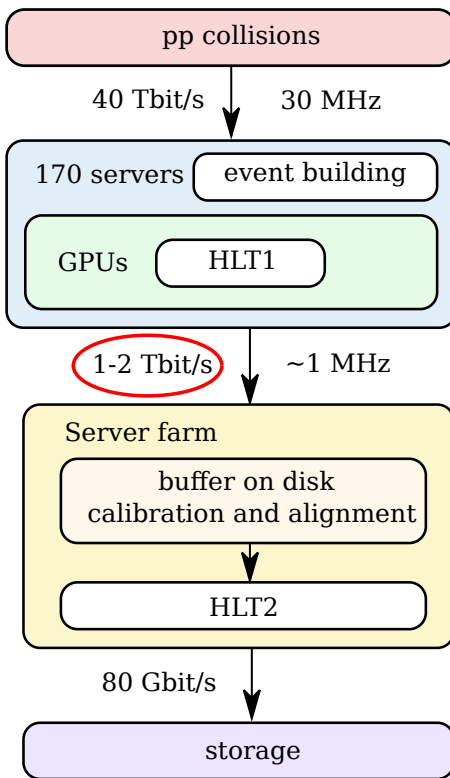 pp collisions
40 Tbit/s 30 MHz
170 servers event building
GPUs HLT1
1-2 Tbit/s ~1 MHz
Server farm
buffer on disk
calibration and alignment
HLT2
80 Gbit/s
storage